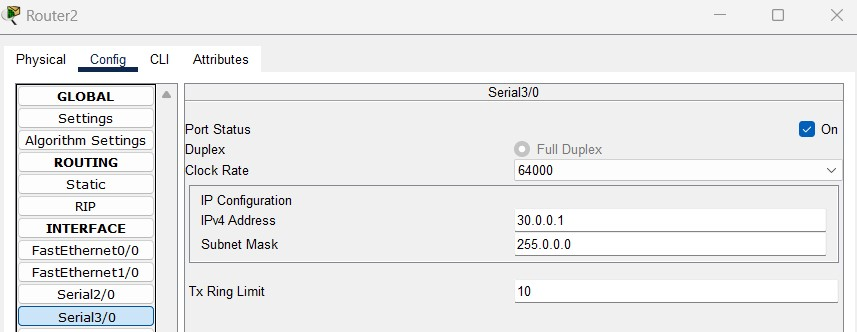 Router2
Physical Config CLI Attributes
GLOBAL
Settings
Algorithm Settings
ROUTING
Static
RIP
INTERFACE
FastEthernet0/0
FastEthernet1/0
Serial2/0
Serial3/0
Serial3/0
Port Status On
Duplex Full Duplex
Clock Rate 64000
IP Configuration
IPv4 Address 30.0.0.1
Subnet Mask 255.0.0.0
Tx Ring Limit 10